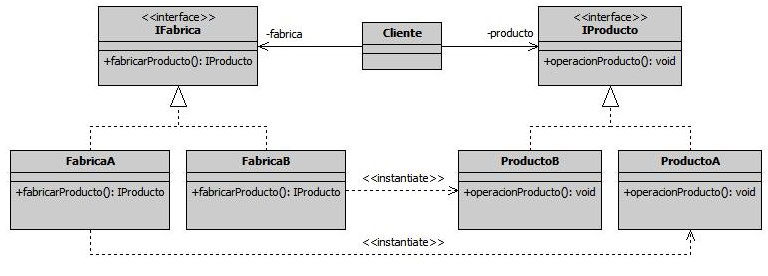 <<interface>>
IFabrica
+fabricarProducto(): IProducto
-fabrica
Cliente
-producto
<<interface>>
IProducto
+operacionProducto(): void
FabricaA
+fabricarProducto(): IProducto
FabricaB
+fabricarProducto(): IProducto
<<instantiate>>
ProductoB
+operacionProducto(): void
ProductoA
+operacionProducto(): void
<<instantiate>>